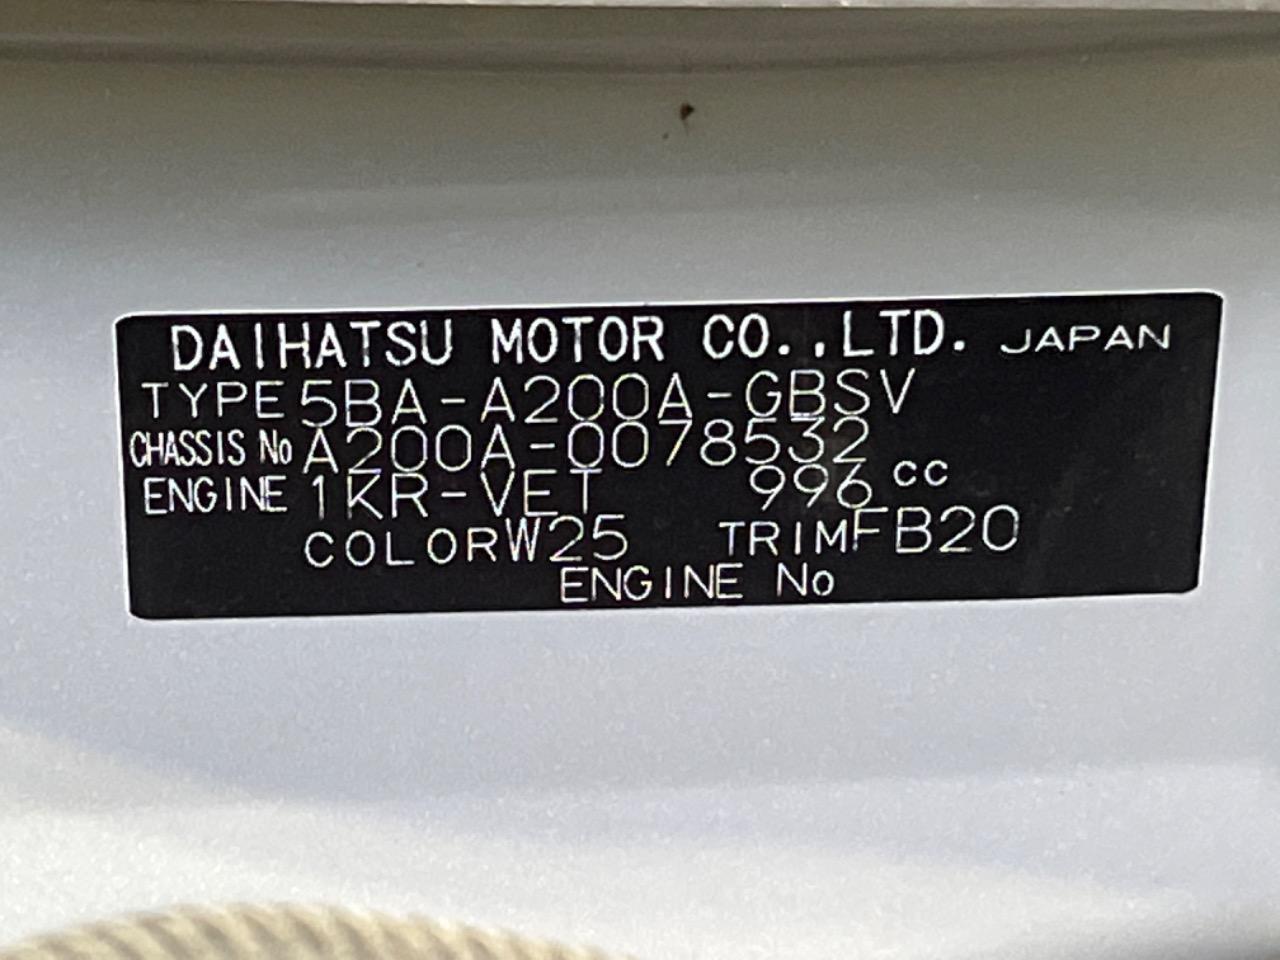 DAIHATSU MOTOR CO.,LTD. JAPAN
TYPE 5BA-A200A-GBSV
CHASSIS No A200A-0078532
ENGINE 1KR-VET 996 cc
COLOR W25 TRIM FB20
ENGINE No